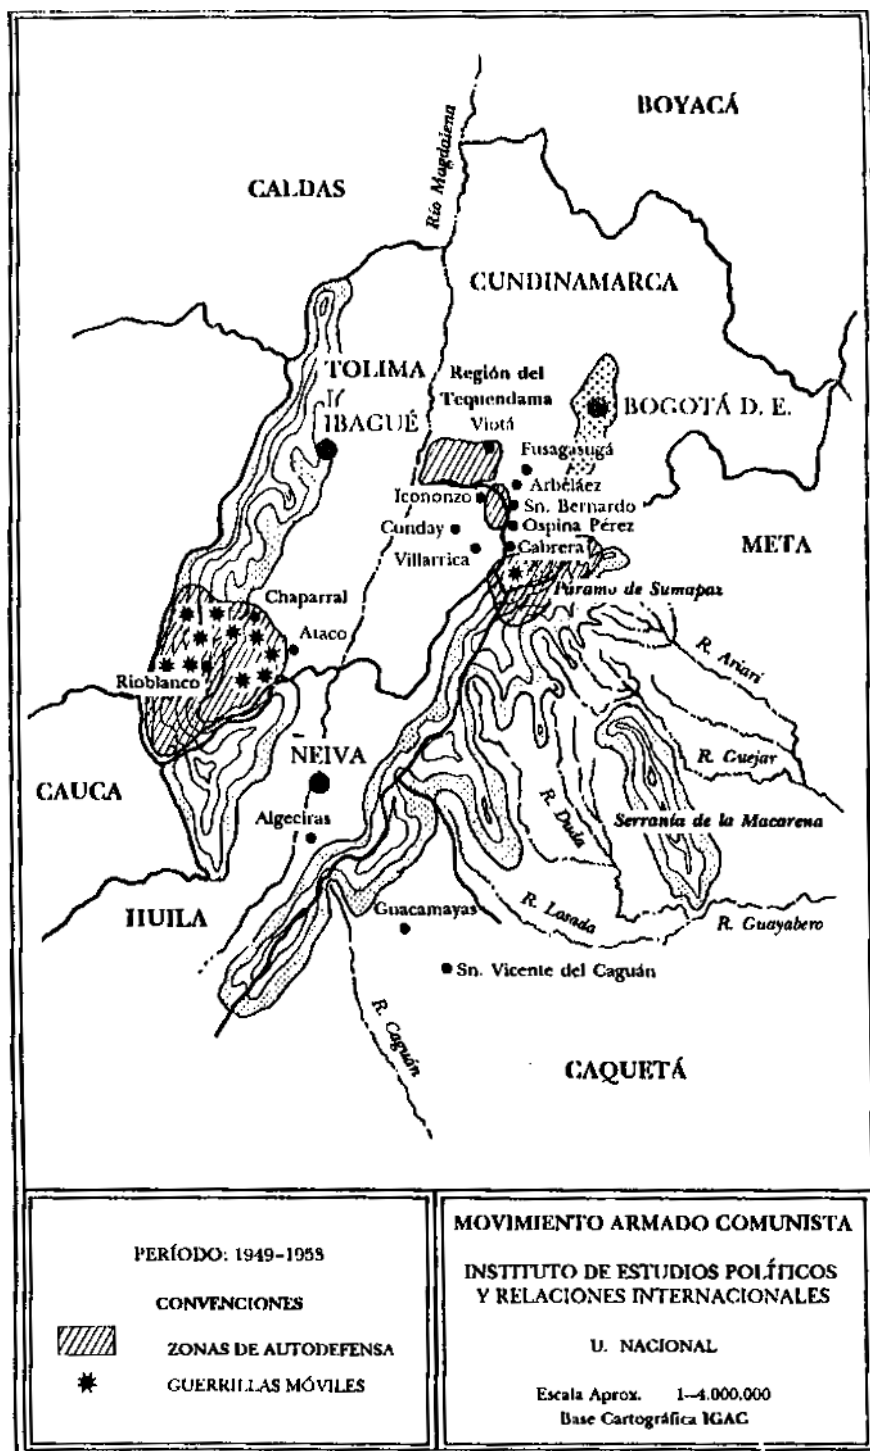 BOYACÁ
Río Magdalena
CALDAS
CUNDINAMARCA
TOLIMA
Región del
Tequendama
Viotá
BOGOTÁ D. E.
IBAGUÉ
Fusagasugá
Arbeláez
Icononzo
Sn. Bernardo
Ospina Pérez
Cunday
Cabrera
META
Villarrica
Páramo de Sumapaz
Chaparral
Ataco
R. Ariari
Rioblanco
NEIVA
R. Guejar
CAUCA
Algeciras
R. Duda
Serranía de la Macarena
HUILA
Guacamayas
R. Losada
R. Guayabero
Sn. Vicente del Caguán
R. Caguán
CAQUETÁ
PERÍODO: 1949-1958
CONVENCIONES
ZONAS DE AUTODEFENSA
GUERRILLAS MÓVILES
MOVIMIENTO ARMADO COMUNISTA
INSTITUTO DE ESTUDIOS POLÍTICOS
Y RELACIONES INTERNACIONALES
U. NACIONAL
Escala Aprox. 1-4.000.000
Base Cartográfica IGAC